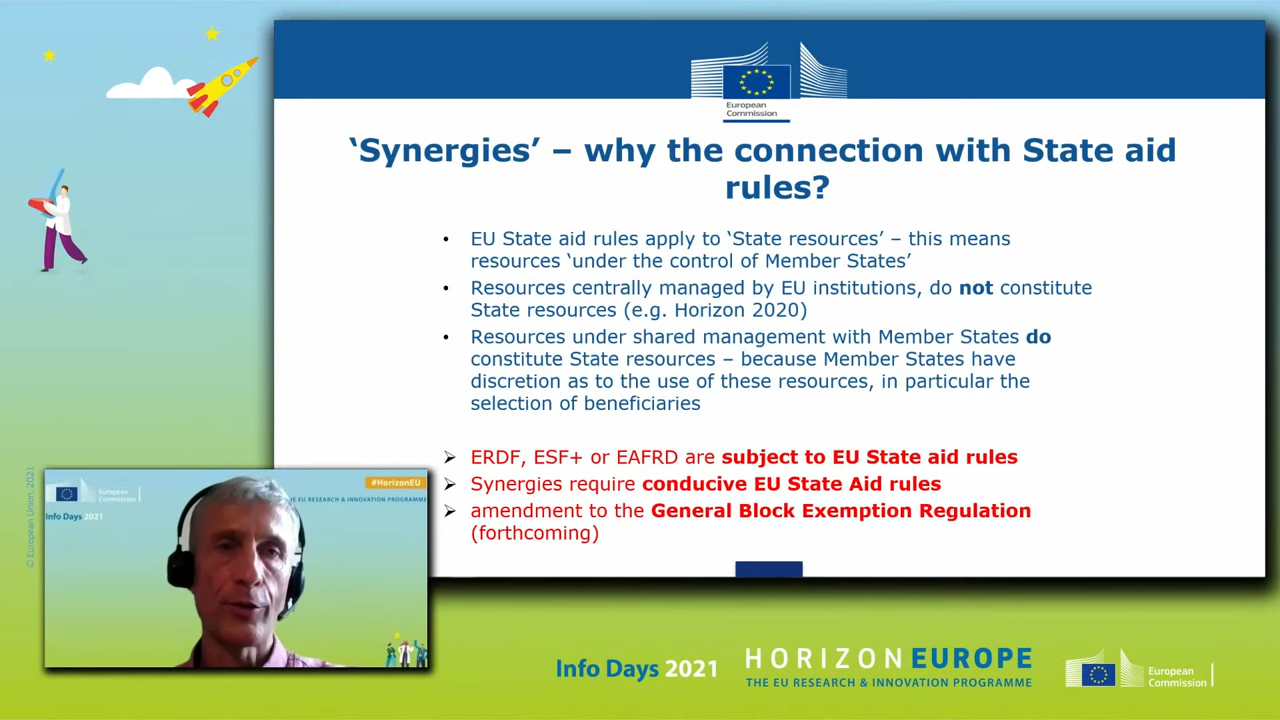 European
Commission
‘Synergies’ – why the connection with State aid
rules?
• EU State aid rules apply to ‘State resources’ – this means
resources ‘under the control of Member States’
• Resources centrally managed by EU institutions, do not constitute
State resources (e.g. Horizon 2020)
• Resources under shared management with Member States do
constitute State resources – because Member States have
discretion as to the use of these resources, in particular the
selection of beneficiaries
➢ ERDF, ESF+ or EAFRD are subject to EU State aid rules
➢ Synergies require conducive EU State Aid rules
➢ amendment to the General Block Exemption Regulation
(forthcoming)
© European Union, 2021
European
Commission
#HorizonEU
IE EU RESEARCH & INNOVATION PROGRAMME
Info Days 2021
Info Days 2021
HORIZON EUROPE
THE EU RESEARCH & INNOVATION PROGRAMME
European
Commission